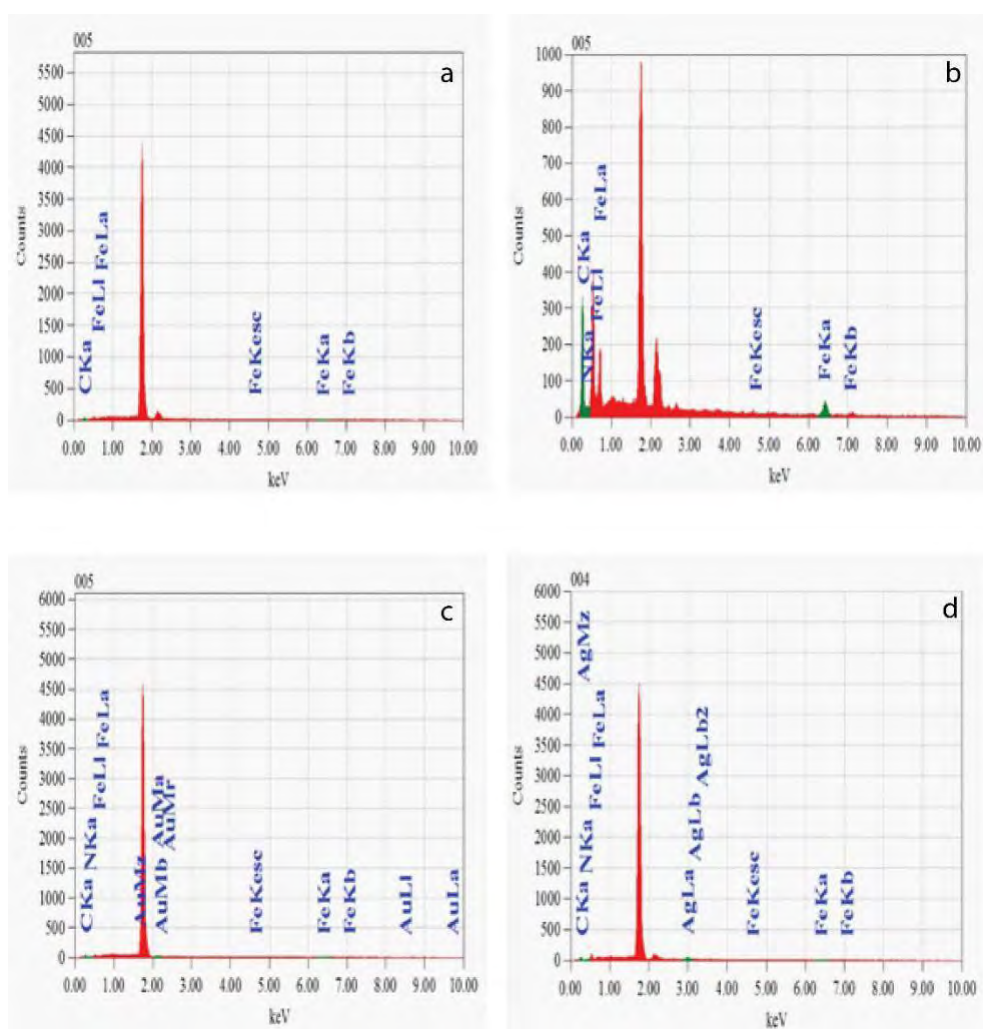 005
a
5500
5000
4500
4000
3500
3000
2500
2000
1500
1000
500
0
Counts
CKa
FeLl
FeLa
FeKesc
FeKa
FeKb
0.00 1.00 2.00 3.00 4.00 5.00 6.00 7.00 8.00 9.00 10.00
keV
005
b
1000
900
800
700
600
500
400
300
200
100
0
Counts
NKa
CKa
FeLl
FeLa
FeKesc
FeKa
FeKb
0.00 1.00 2.00 3.00 4.00 5.00 6.00 7.00 8.00 9.00 10.00
keV
005
c
6000
5500
5000
4500
4000
3500
3000
2500
2000
1500
1000
500
0
Counts
CKa
NKa
FeLl
FeLa
AuMz
AuMb
AuMa
AuMr
FeKesc
FeKa
FeKb
AuLl
AuLa
0.00 1.00 2.00 3.00 4.00 5.00 6.00 7.00 8.00 9.00 10.00
keV
004
d
6000
5500
5000
4500
4000
3500
3000
2500
2000
1500
1000
500
0
Counts
CKa
NKa
AgMz
FeLl
FeLa
AgLa
AgLb
AgLb2
FeKesc
FeKa
FeKb
0.00 1.00 2.00 3.00 4.00 5.00 6.00 7.00 8.00 9.00 10.00
keV